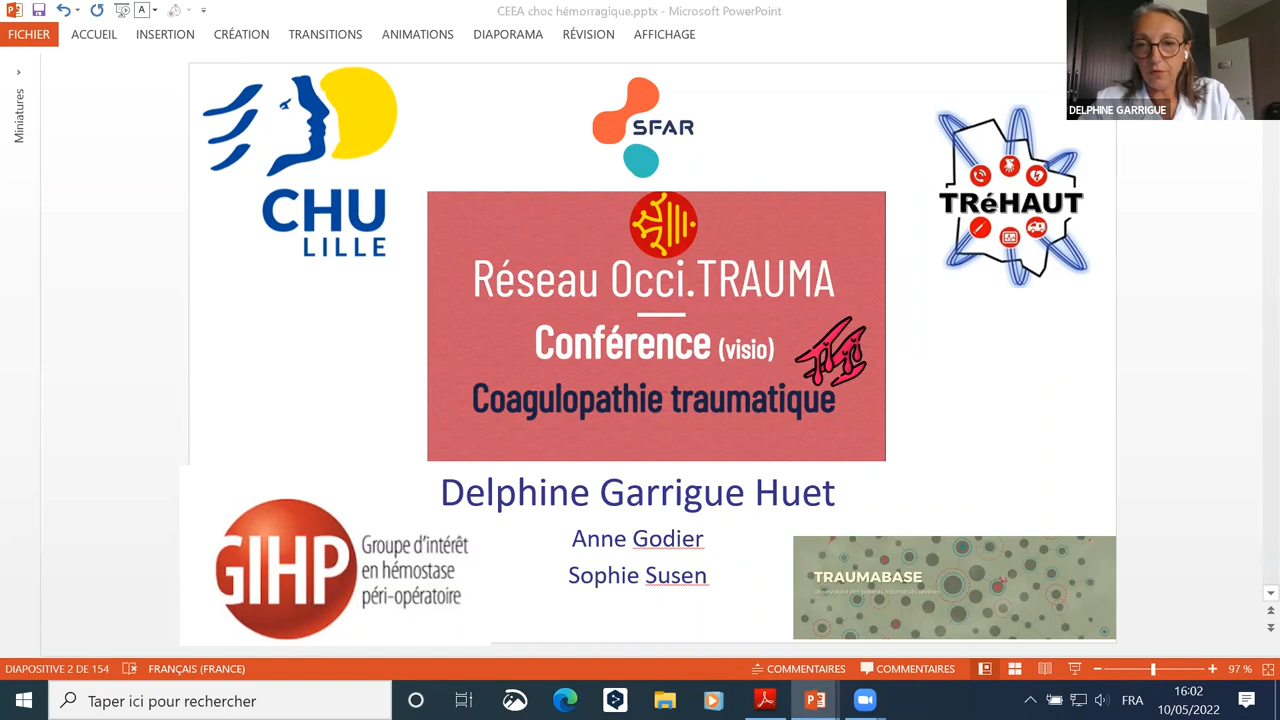 CEEA choc hémorragique.pptx - Microsoft PowerPoint
FICHIER ACCUEIL INSERTION CRÉATION TRANSITIONS ANIMATIONS DIAPORAMA RÉVISION AFFICHAGE
DELPHINE GARRIGUE
Miniatures
CHU
LILLE
SFAR
TRéHAUT
Réseau Occi.TRAUMA
Conférence (visio)
Coagulopathie traumatique
Delphine Garrigue Huet
Anne Godier
Sophie Susen
GIHP
Groupe d'intérêt
en hémostase
péri-opératoire
TRAUMABASE
DIAPOSITIVE 2 DE 154 FRANÇAIS (FRANCE) COMMENTAIRES COMMENTAIRES 97 %
Taper ici pour rechercher
FRA
16:02
10/05/2022